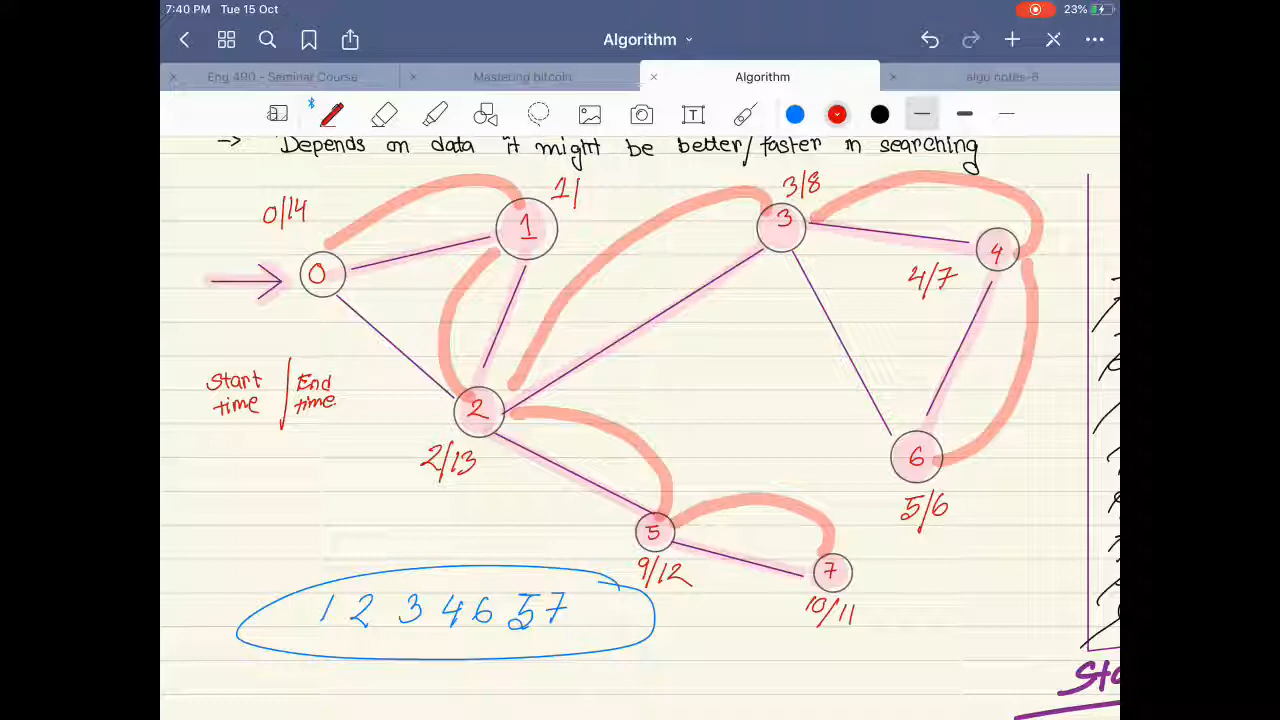 7:40 PM Tue 15 Oct
23%
Algorithm
Eng 490 - Seminar Course
Mastering bitcoin
Algorithm
algo notes-6
T
→ Depends on data it might be better/faster in searching
0/14
1/
3/8
0
1
3
4
4/7
Start time / End time.
2
2/13
6
5/6
5
9/12
7
10/11
1 2 3 4 6 5 7
Sta